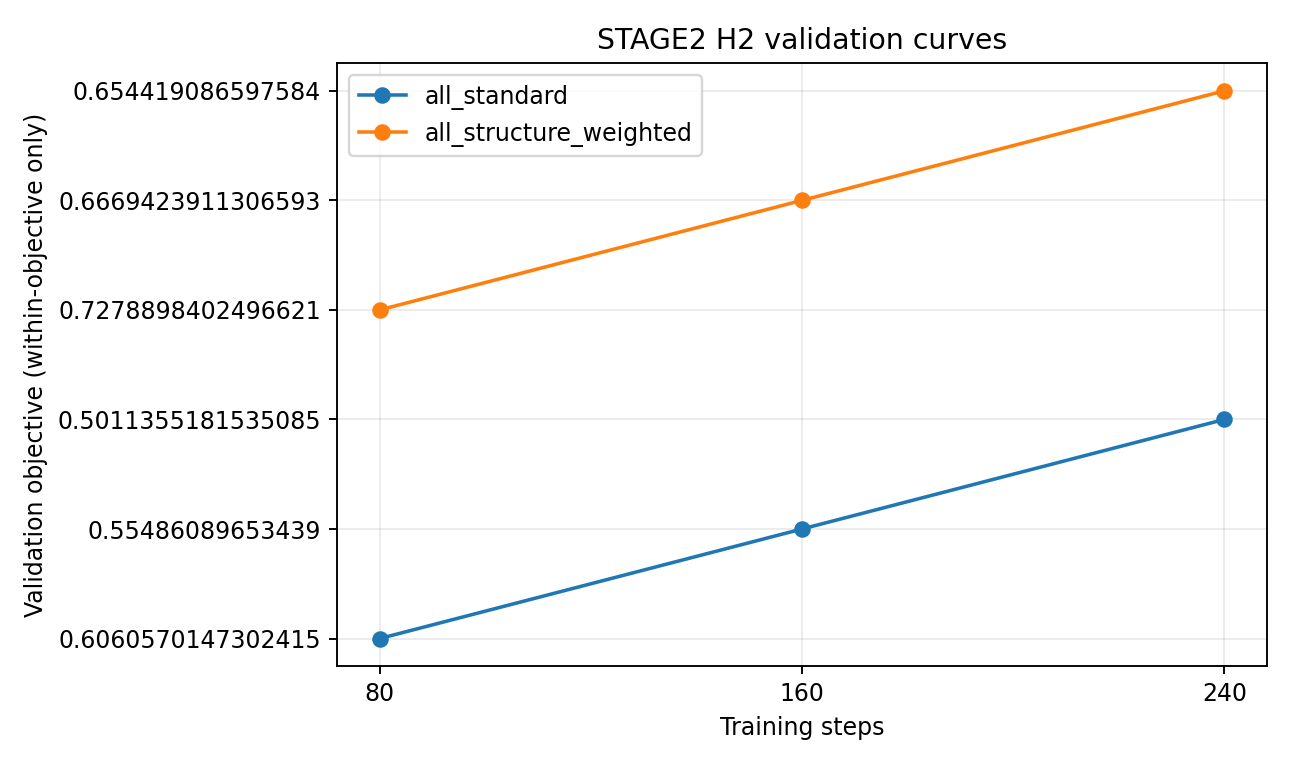 STAGE2 H2 validation curves
all_standard
all_structure_weighted
Validation objective (within-objective only)
0.654419086597584
0.6669423911306593
0.7278898402496621
0.5011355181535085
0.55486089653439
0.6060570147302415
80
160
240
Training steps